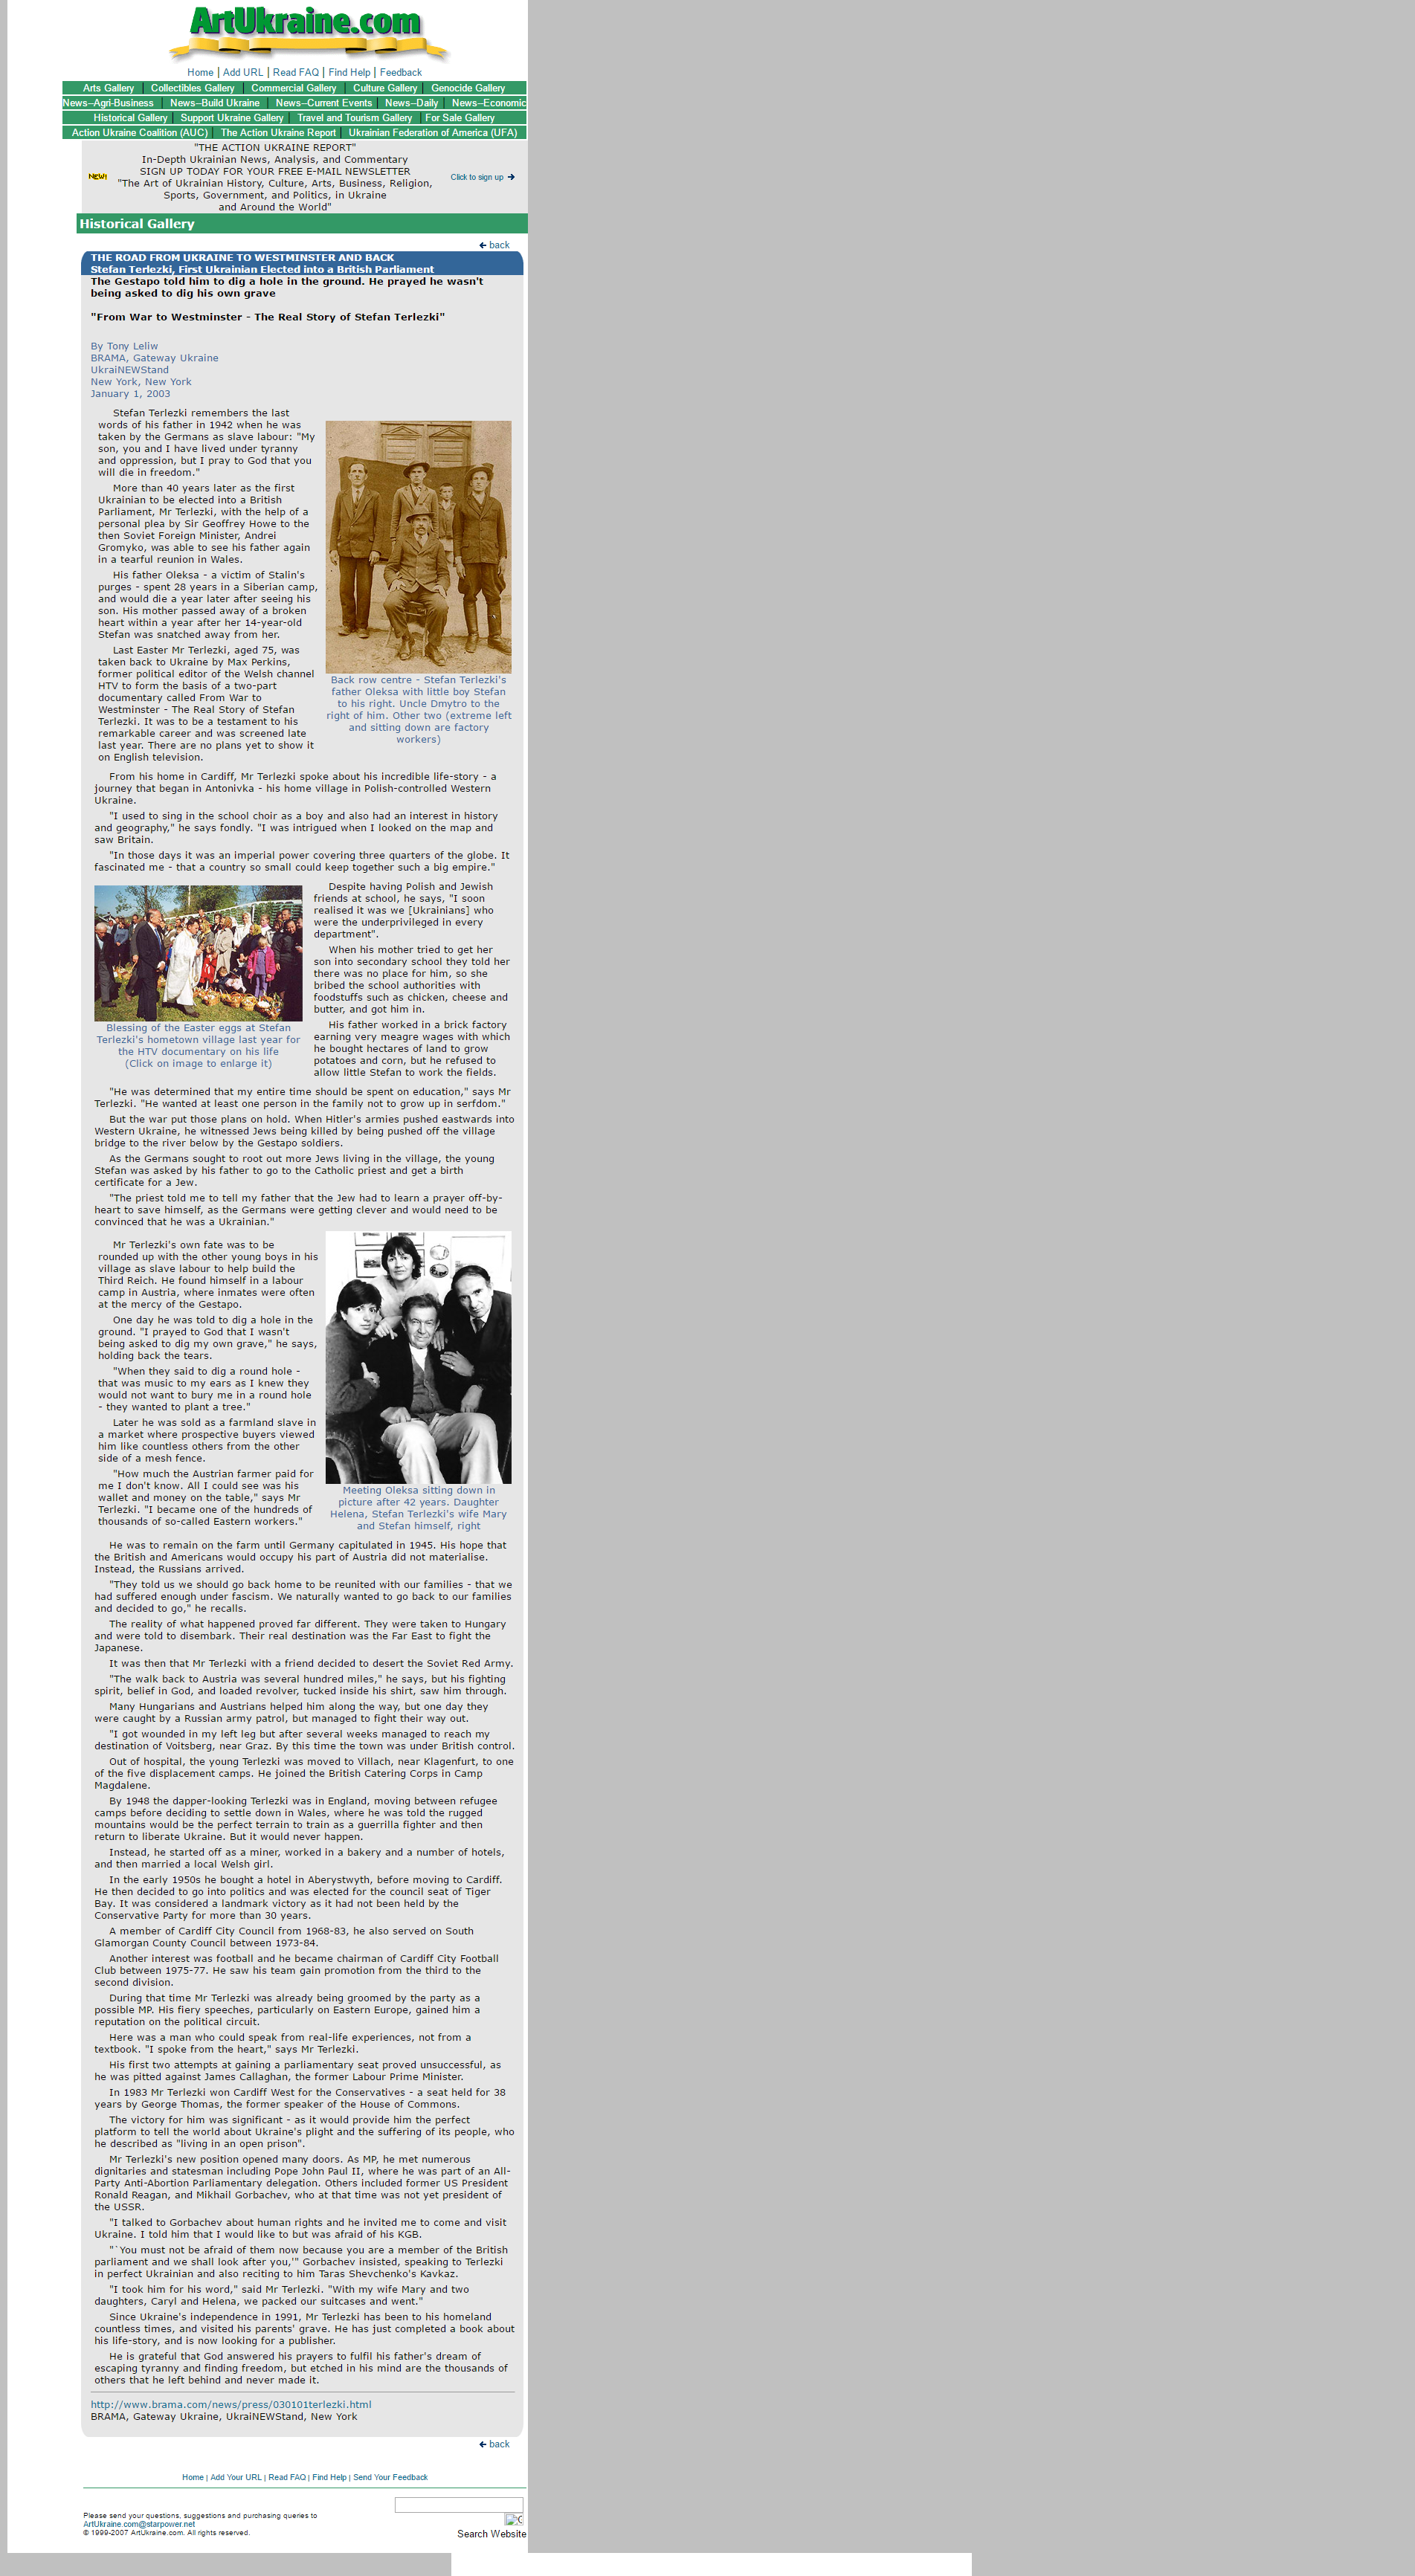 ArtUkraine.com
Home | Add URL | Read FAQ | Find Help | Feedback
Arts Gallery | Collectibles Gallery | Commercial Gallery | Culture Gallery | Genocide Gallery
News--Agri-Business | News--Build Ukraine | News--Current Events | News--Daily | News--Economic
Historical Gallery | Support Ukraine Gallery | Travel and Tourism Gallery | For Sale Gallery
Action Ukraine Coalition (AUC) | The Action Ukraine Report | Ukrainian Federation of America (UFA)
"THE ACTION UKRAINE REPORT"
In-Depth Ukrainian News, Analysis, and Commentary
NEW!
SIGN UP TODAY FOR YOUR FREE E-MAIL NEWSLETTER
"The Art of Ukrainian History, Culture, Arts, Business, Religion,
Sports, Government, and Politics, in Ukraine
and Around the World"
Click to sign up
Historical Gallery
back
THE ROAD FROM UKRAINE TO WESTMINSTER AND BACK
Stefan Terlezki, First Ukrainian Elected into a British Parliament
The Gestapo told him to dig a hole in the ground. He prayed he wasn't
being asked to dig his own grave
"From War to Westminster - The Real Story of Stefan Terlezki"
By Tony Leliw
BRAMA, Gateway Ukraine
UkraiNEWStand
New York, New York
January 1, 2003
Stefan Terlezki remembers the last
words of his father in 1942 when he was
taken by the Germans as slave labour: "My
son, you and I have lived under tyranny
and oppression, but I pray to God that you
will die in freedom."
More than 40 years later as the first
Ukrainian to be elected into a British
Parliament, Mr Terlezki, with the help of a
personal plea by Sir Geoffrey Howe to the
then Soviet Foreign Minister, Andrei
Gromyko, was able to see his father again
in a tearful reunion in Wales.
His father Oleksa - a victim of Stalin's
purges - spent 28 years in a Siberian camp,
and would die a year later after seeing his
son. His mother passed away of a broken
heart within a year after her 14-year-old
Stefan was snatched away from her.
Last Easter Mr Terlezki, aged 75, was
taken back to Ukraine by Max Perkins,
former political editor of the Welsh channel
HTV to form the basis of a two-part
documentary called From War to
Westminster - The Real Story of Stefan
Terlezki. It was to be a testament to his
remarkable career and was screened late
last year. There are no plans yet to show it
on English television.
Back row centre - Stefan Terlezki's
father Oleksa with little boy Stefan
to his right. Uncle Dmytro to the
right of him. Other two (extreme left
and sitting down are factory
workers)
From his home in Cardiff, Mr Terlezki spoke about his incredible life-story - a
journey that began in Antonivka - his home village in Polish-controlled Western
Ukraine.
"I used to sing in the school choir as a boy and also had an interest in history
and geography," he says fondly. "I was intrigued when I looked on the map and
saw Britain.
"In those days it was an imperial power covering three quarters of the globe. It
fascinated me - that a country so small could keep together such a big empire."
Blessing of the Easter eggs at Stefan
Terlezki's hometown village last year for
the HTV documentary on his life
(Click on image to enlarge it)
Despite having Polish and Jewish
friends at school, he says, "I soon
realised it was we [Ukrainians] who
were the underprivileged in every
department".
When his mother tried to get her
son into secondary school they told her
there was no place for him, so she
bribed the school authorities with
foodstuffs such as chicken, cheese and
butter, and got him in.
His father worked in a brick factory
earning very meagre wages with which
he bought hectares of land to grow
potatoes and corn, but he refused to
allow little Stefan to work the fields.
"He was determined that my entire time should be spent on education," says Mr
Terlezki. "He wanted at least one person in the family not to grow up in serfdom."
But the war put those plans on hold. When Hitler's armies pushed eastwards into
Western Ukraine, he witnessed Jews being killed by being pushed off the village
bridge to the river below by the Gestapo soldiers.
As the Germans sought to root out more Jews living in the village, the young
Stefan was asked by his father to go to the Catholic priest and get a birth
certificate for a Jew.
"The priest told me to tell my father that the Jew had to learn a prayer off-by-
heart to save himself, as the Germans were getting clever and would need to be
convinced that he was a Ukrainian."
Mr Terlezki's own fate was to be
rounded up with the other young boys in his
village as slave labour to help build the
Third Reich. He found himself in a labour
camp in Austria, where inmates were often
at the mercy of the Gestapo.
One day he was told to dig a hole in the
ground. "I prayed to God that I wasn't
being asked to dig my own grave," he says,
holding back the tears.
"When they said to dig a round hole -
that was music to my ears as I knew they
would not want to bury me in a round hole
- they wanted to plant a tree."
Later he was sold as a farmland slave in
a market where prospective buyers viewed
him like countless others from the other
side of a mesh fence.
"How much the Austrian farmer paid for
me I don't know. All I could see was his
wallet and money on the table," says Mr
Terlezki. "I became one of the hundreds of
thousands of so-called Eastern workers."
Meeting Oleksa sitting down in
picture after 42 years. Daughter
Helena, Stefan Terlezki's wife Mary
and Stefan himself, right
He was to remain on the farm until Germany capitulated in 1945. His hope that
the British and Americans would occupy his part of Austria did not materialise.
Instead, the Russians arrived.
"They told us we should go back home to be reunited with our families - that we
had suffered enough under fascism. We naturally wanted to go back to our families
and decided to go," he recalls.
The reality of what happened proved far different. They were taken to Hungary
and were told to disembark. Their real destination was the Far East to fight the
Japanese.
It was then that Mr Terlezki with a friend decided to desert the Soviet Red Army.
"The walk back to Austria was several hundred miles," he says, but his fighting
spirit, belief in God, and loaded revolver, tucked inside his shirt, saw him through.
Many Hungarians and Austrians helped him along the way, but one day they
were caught by a Russian army patrol, but managed to fight their way out.
"I got wounded in my left leg but after several weeks managed to reach my
destination of Voitsberg, near Graz. By this time the town was under British control.
Out of hospital, the young Terlezki was moved to Villach, near Klagenfurt, to one
of the five displacement camps. He joined the British Catering Corps in Camp
Magdalene.
By 1948 the dapper-looking Terlezki was in England, moving between refugee
camps before deciding to settle down in Wales, where he was told the rugged
mountains would be the perfect terrain to train as a guerrilla fighter and then
return to liberate Ukraine. But it would never happen.
Instead, he started off as a miner, worked in a bakery and a number of hotels,
and then married a local Welsh girl.
In the early 1950s he bought a hotel in Aberystwyth, before moving to Cardiff.
He then decided to go into politics and was elected for the council seat of Tiger
Bay. It was considered a landmark victory as it had not been held by the
Conservative Party for more than 30 years.
A member of Cardiff City Council from 1968-83, he also served on South
Glamorgan County Council between 1973-84.
Another interest was football and he became chairman of Cardiff City Football
Club between 1975-77. He saw his team gain promotion from the third to the
second division.
During that time Mr Terlezki was already being groomed by the party as a
possible MP. His fiery speeches, particularly on Eastern Europe, gained him a
reputation on the political circuit.
Here was a man who could speak from real-life experiences, not from a
textbook. "I spoke from the heart," says Mr Terlezki.
His first two attempts at gaining a parliamentary seat proved unsuccessful, as
he was pitted against James Callaghan, the former Labour Prime Minister.
In 1983 Mr Terlezki won Cardiff West for the Conservatives - a seat held for 38
years by George Thomas, the former speaker of the House of Commons.
The victory for him was significant - as it would provide him the perfect
platform to tell the world about Ukraine's plight and the suffering of its people, who
he described as "living in an open prison".
Mr Terlezki's new position opened many doors. As MP, he met numerous
dignitaries and statesman including Pope John Paul II, where he was part of an All-
Party Anti-Abortion Parliamentary delegation. Others included former US President
Ronald Reagan, and Mikhail Gorbachev, who at that time was not yet president of
the USSR.
"I talked to Gorbachev about human rights and he invited me to come and visit
Ukraine. I told him that I would like to but was afraid of his KGB.
"`You must not be afraid of them now because you are a member of the British
parliament and we shall look after you,'" Gorbachev insisted, speaking to Terlezki
in perfect Ukrainian and also reciting to him Taras Shevchenko's Kavkaz.
"I took him for his word," said Mr Terlezki. "With my wife Mary and two
daughters, Caryl and Helena, we packed our suitcases and went."
Since Ukraine's independence in 1991, Mr Terlezki has been to his homeland
countless times, and visited his parents' grave. He has just completed a book about
his life-story, and is now looking for a publisher.
He is grateful that God answered his prayers to fulfil his father's dream of
escaping tyranny and finding freedom, but etched in his mind are the thousands of
others that he left behind and never made it.
http://www.brama.com/news/press/030101terlezki.html
BRAMA, Gateway Ukraine, UkraiNEWStand, New York
back
Home | Add Your URL | Read FAQ | Find Help | Send Your Feedback
Please send your questions, suggestions and purchasing queries to
ArtUkraine.com@starpower.net
© 1999-2007 ArtUkraine.com. All rights reserved.
Search Website